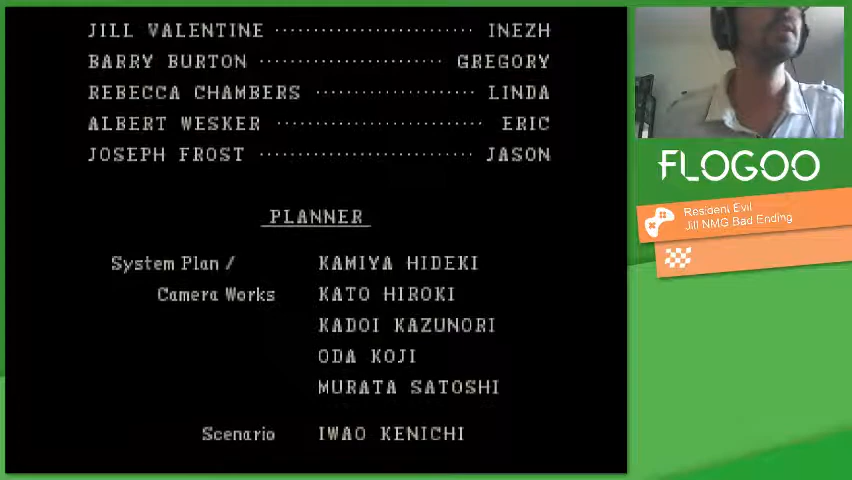 JILL VALENTINE ························· INEZH
BARRY BURTON ······················· GREGORY
REBECCA CHAMBERS ···················· LINDA
ALBERT WESKER ·························· ERIC
JOSEPH FROST ··························· JASON
PLANNER
System Plan / KAMIYA HIDEKI
Camera Works KATO HIROKI
KADOI KAZUNORI
ODA KOJI
MURATA SATOSHI
Scenario IWAO KENICHI
FLOGOO
Resident Evil
Jill NMG Bad Ending